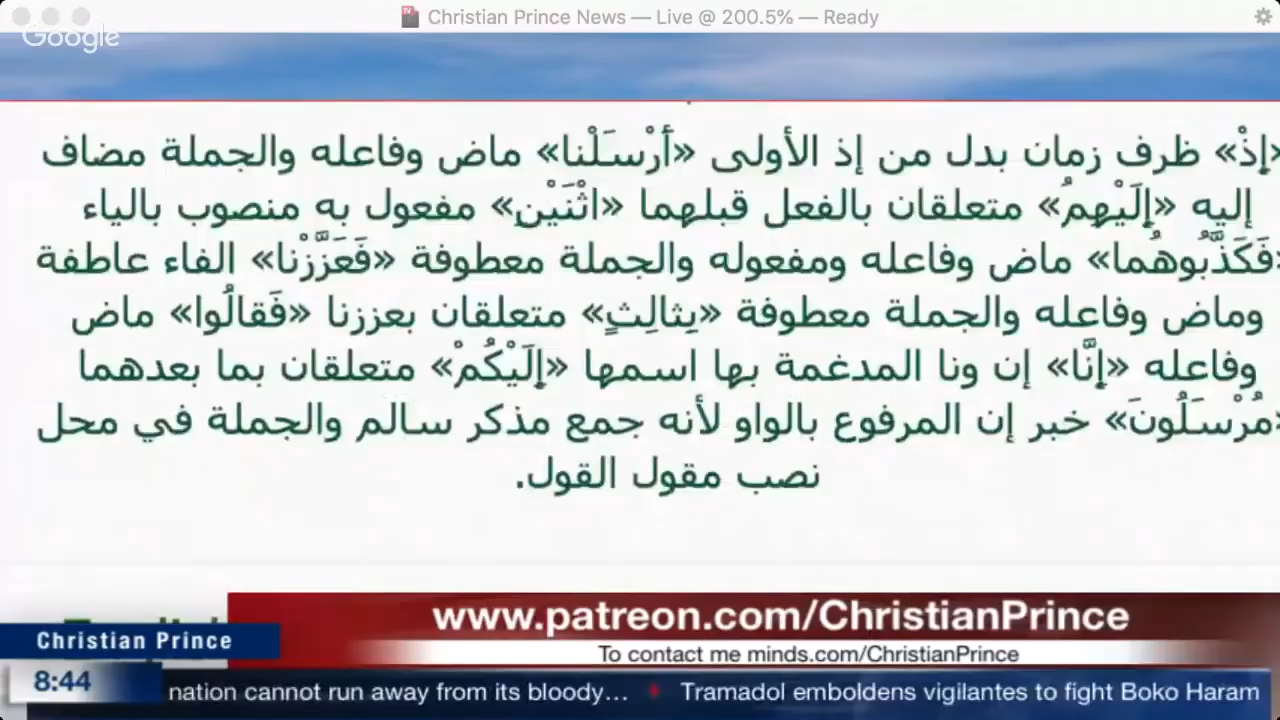 Christian Prince News — Live @ 200.5% — Ready
Google
«إِذْ» ظرف زمان بدل من إذ الأولى «أَرْسَلْنا» ماض وفاعله والجملة مضاف
إليه «إِلَيْهِمُ» متعلقان بالفعل قبلهما «اثْنَيْنِ» مفعول به منصوب بالياء
«فَكَذَّبُوهُما» ماض وفاعله ومفعوله والجملة معطوفة «فَعَزَّزْنا» الفاء عاطفة
وماض وفاعله والجملة معطوفة «بِثالِثٍ» متعلقان بعززنا «فَقالُوا» ماض
وفاعله «إِنَّا» إن ونا المدغمة بها اسمها «إِلَيْكُمْ» متعلقان بما بعدهما
«مُرْسَلُونَ» خبر إن المرفوع بالواو لأنه جمع مذكر سالم والجملة في محل
نصب مقول القول.
www.patreon.com/ChristianPrince
Christian Prince
To contact me minds.com/ChristianPrince
8:44
nation cannot run away from its bloody... Tramadol emboldens vigilantes to fight Boko Haram